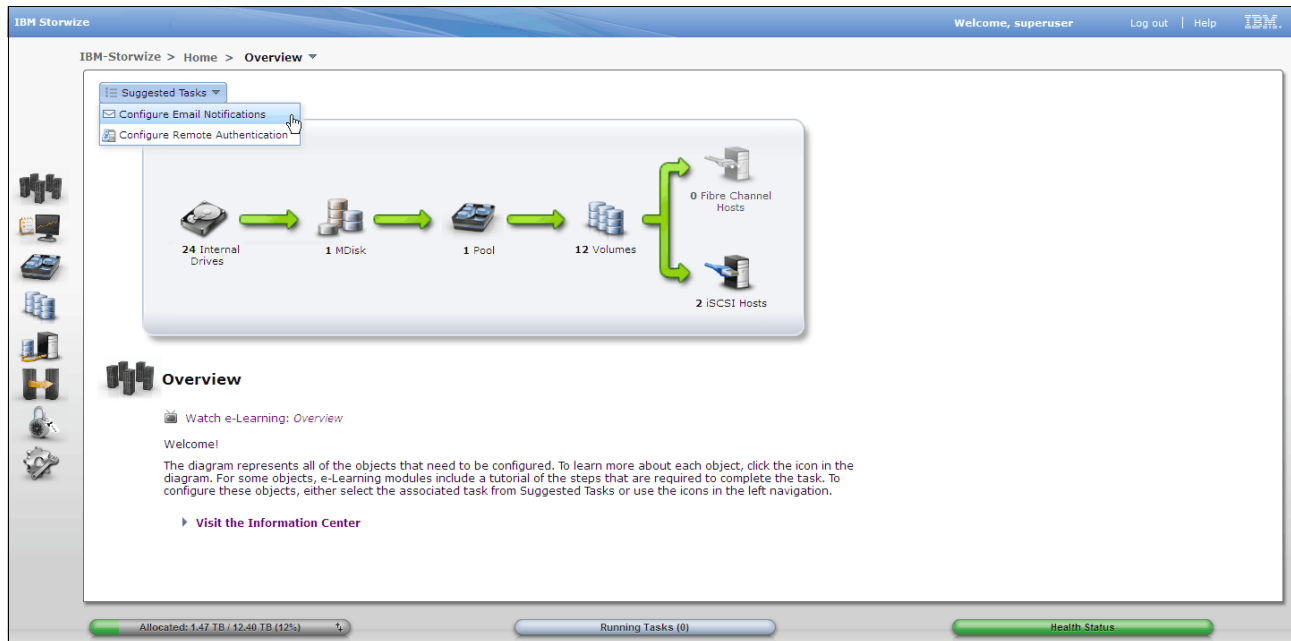 IBM Storwize
Welcome, superuser
Log out | Help
IBM.
IBM-Storwize > Home > Overview
Suggested Tasks
Configure Email Notifications
Configure Remote Authentication
24 Internal
Drives
1 MDisk
1 Pool
12 Volumes
0 Fibre Channel
Hosts
2 iSCSI Hosts
Overview
Watch e-Learning: Overview
Welcome!
The diagram represents all of the objects that need to be configured. To learn more about each object, click the icon in the
diagram. For some objects, e-Learning modules include a tutorial of the steps that are required to complete the task. To
configure these objects, either select the associated task from Suggested Tasks or use the icons in the left navigation.
Visit the Information Center
Allocated: 1.47 TB / 12.40 TB (12%)
Running Tasks (0)
Health Status